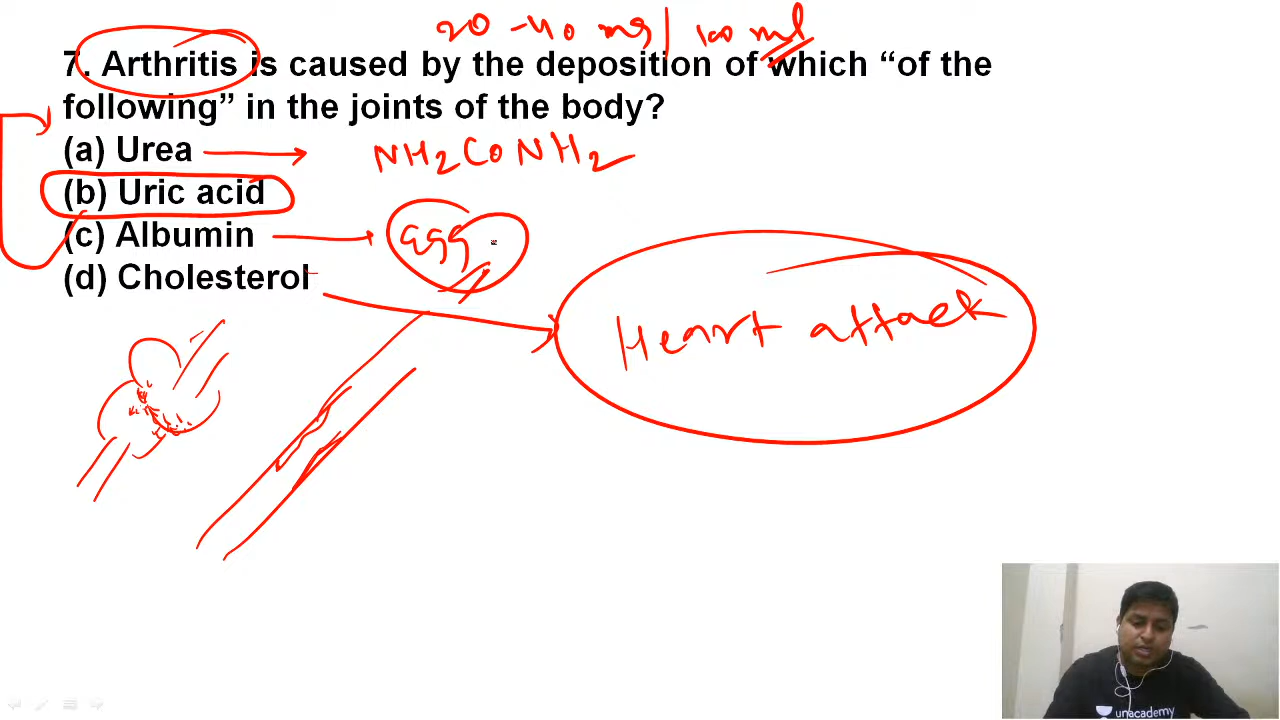 20 -40 mg/ 100 ml
7. Arthritis is caused by the deposition of which “of the
following” in the joints of the body?
(a) Urea → NH2CONH2
(b) Uric acid
(c) Albumin → egg
(d) Cholesterol
Heart attack
unacademy